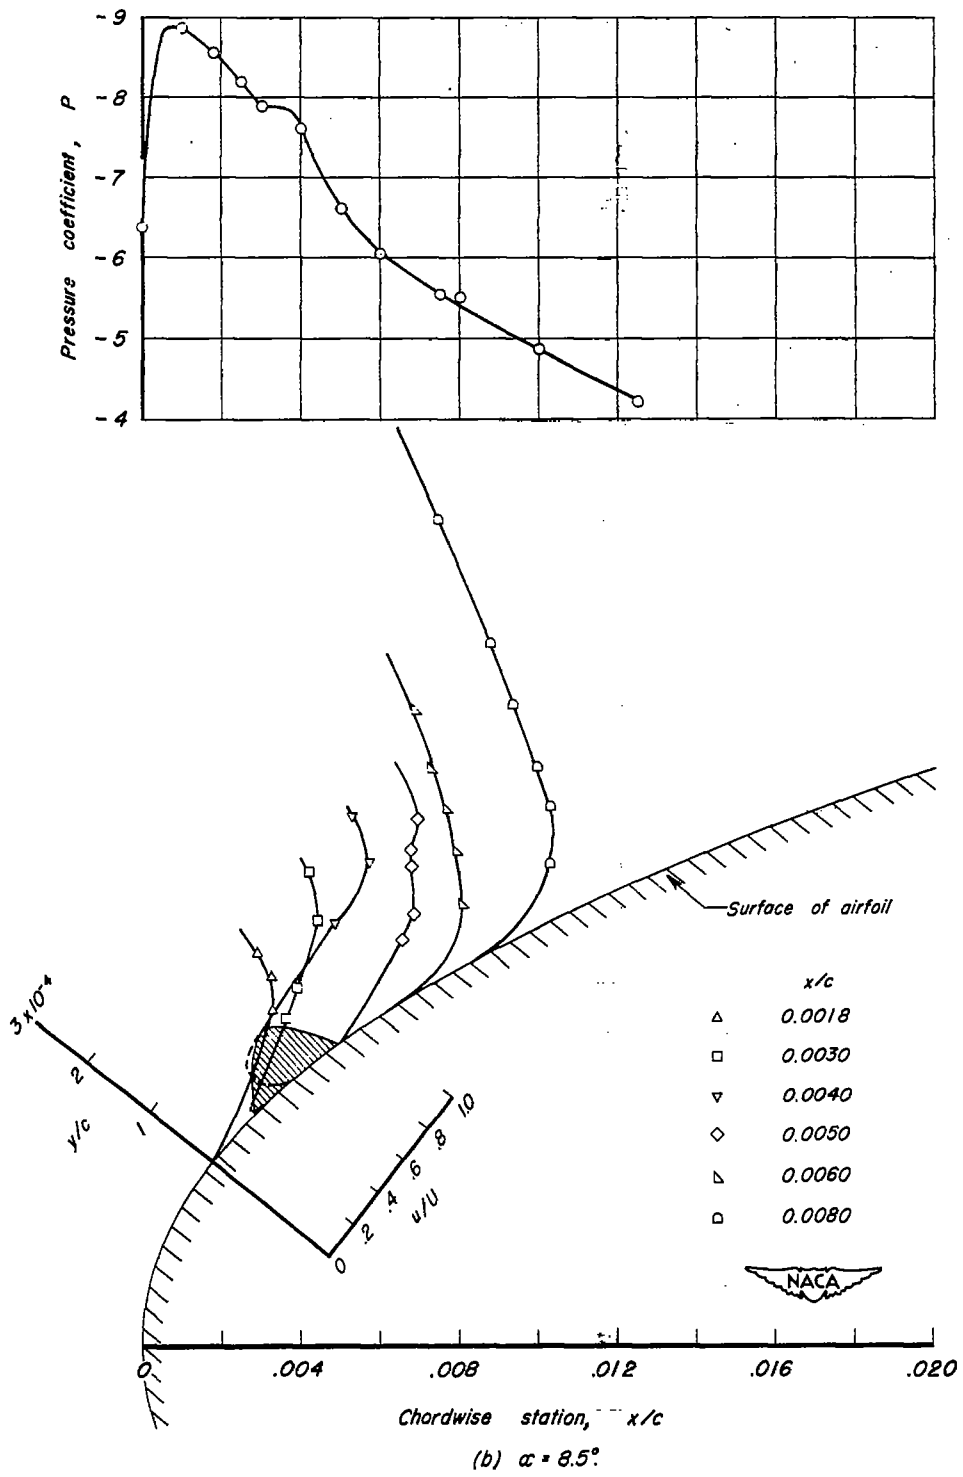 -9
-8
-7
-6
-5
-4
Pressure coefficient, P
Surface of airfoil
3 x 10⁻⁴
2
1
y/c
0
.2
.4
.6
.8
1.0
u/U
x/c
0.0018
0.0030
0.0040
0.0050
0.0060
0.0080
NACA
0 .004 .008 .012 .016 .020
Chordwise station, x/c
(b) α = 8.5°.